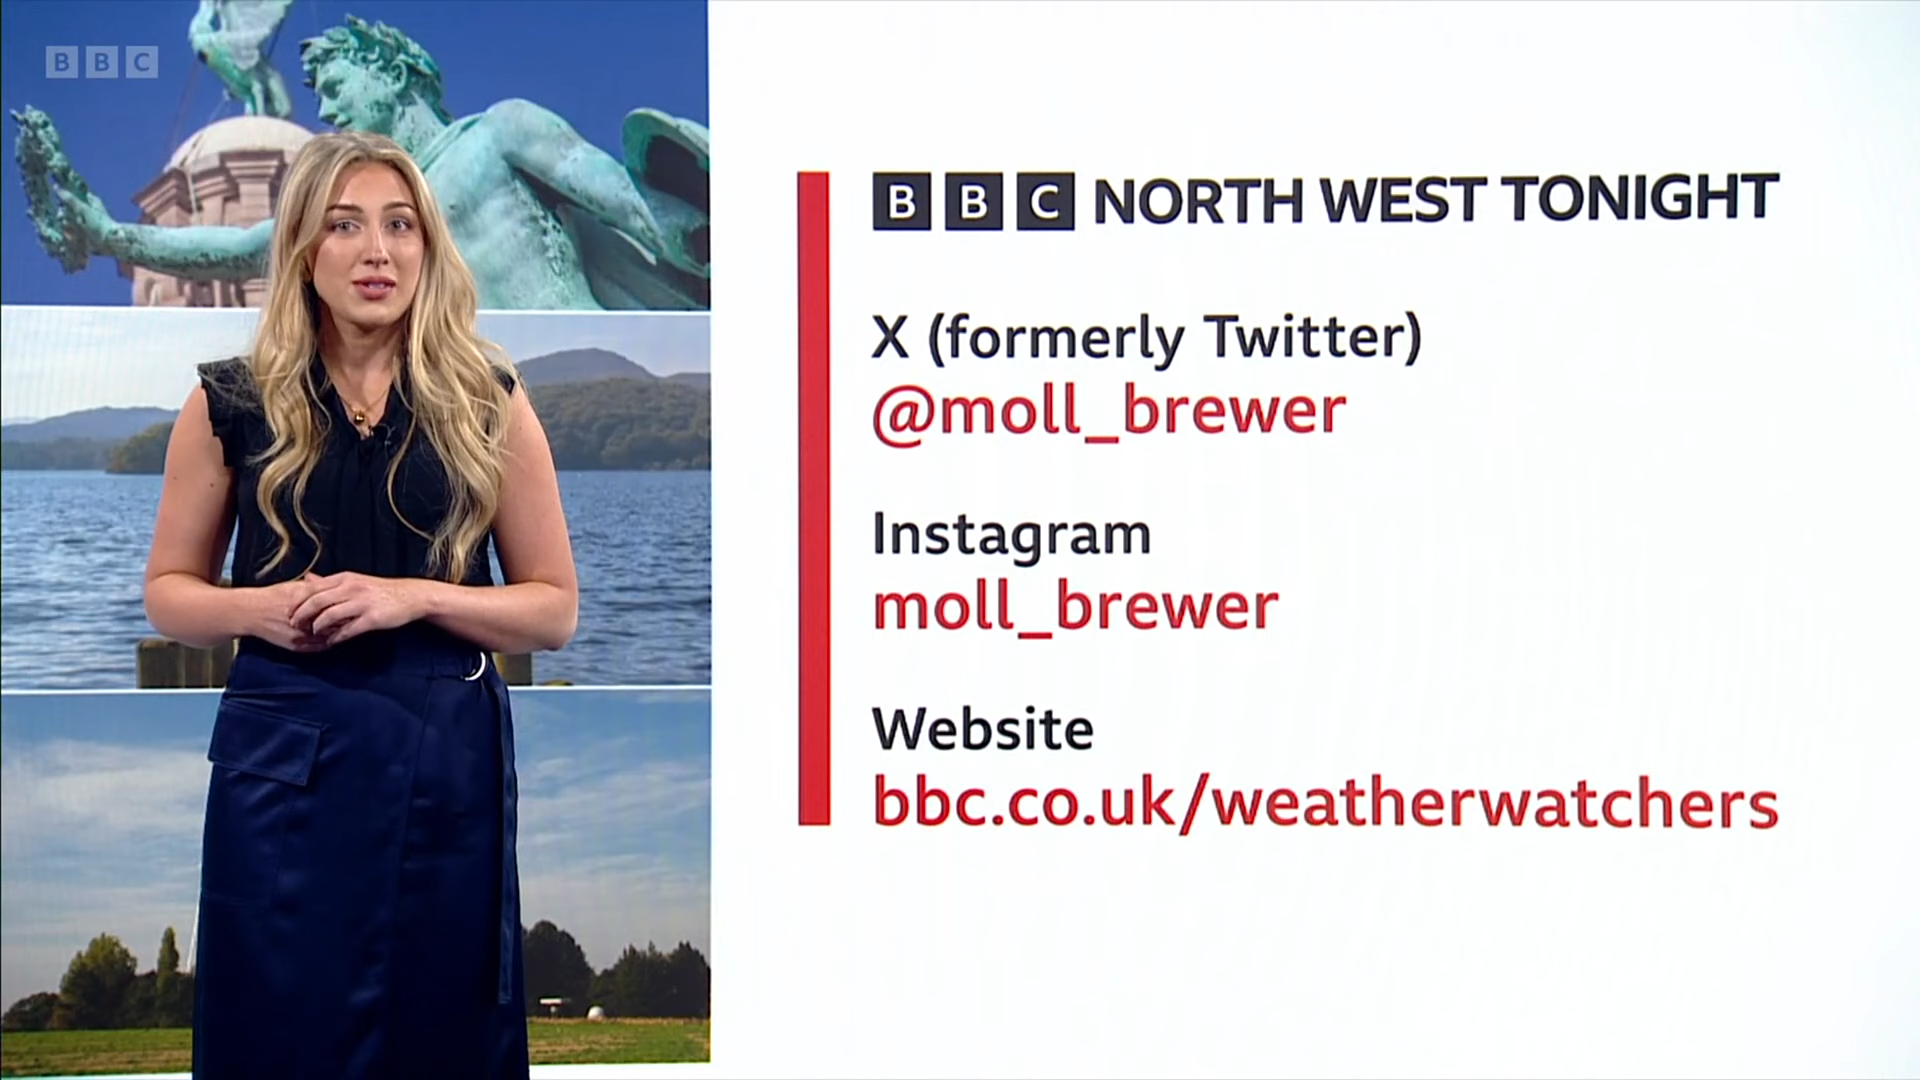 BBC
BBC NORTH WEST TONIGHT
X (formerly Twitter)
@moll_brewer
Instagram
moll_brewer
Website
bbc.co.uk/weatherwatchers